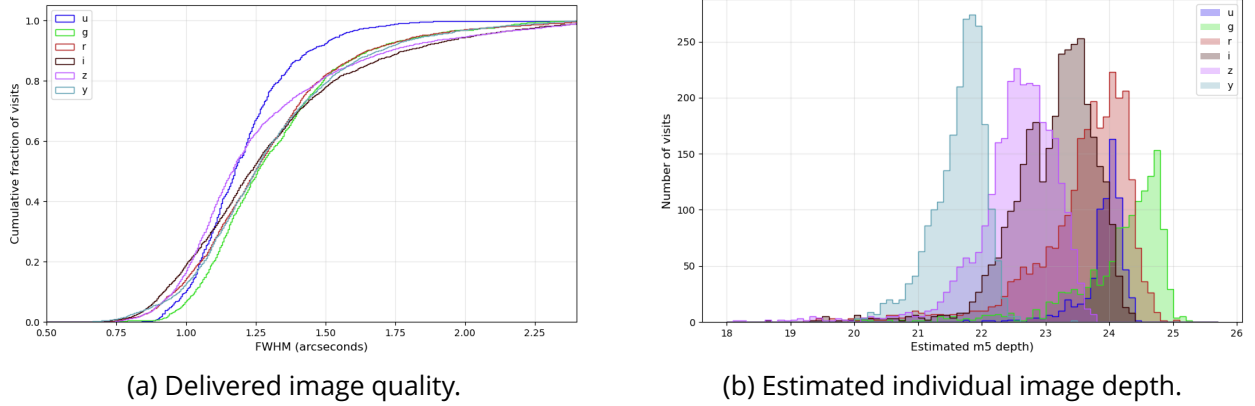 Cumulative fraction of visits
1.0
0.8
0.6
0.4
0.2
0.0
u
g
r
i
z
y
0.50 0.75 1.00 1.25 1.50 1.75 2.00 2.25
FWHM (arcseconds)
(a) Delivered image quality.
Number of visits
250
200
150
100
50
0
u
g
r
i
z
y
18 19 20 21 22 23 24 25 26
Estimated m5 depth)
(b) Estimated individual image depth.